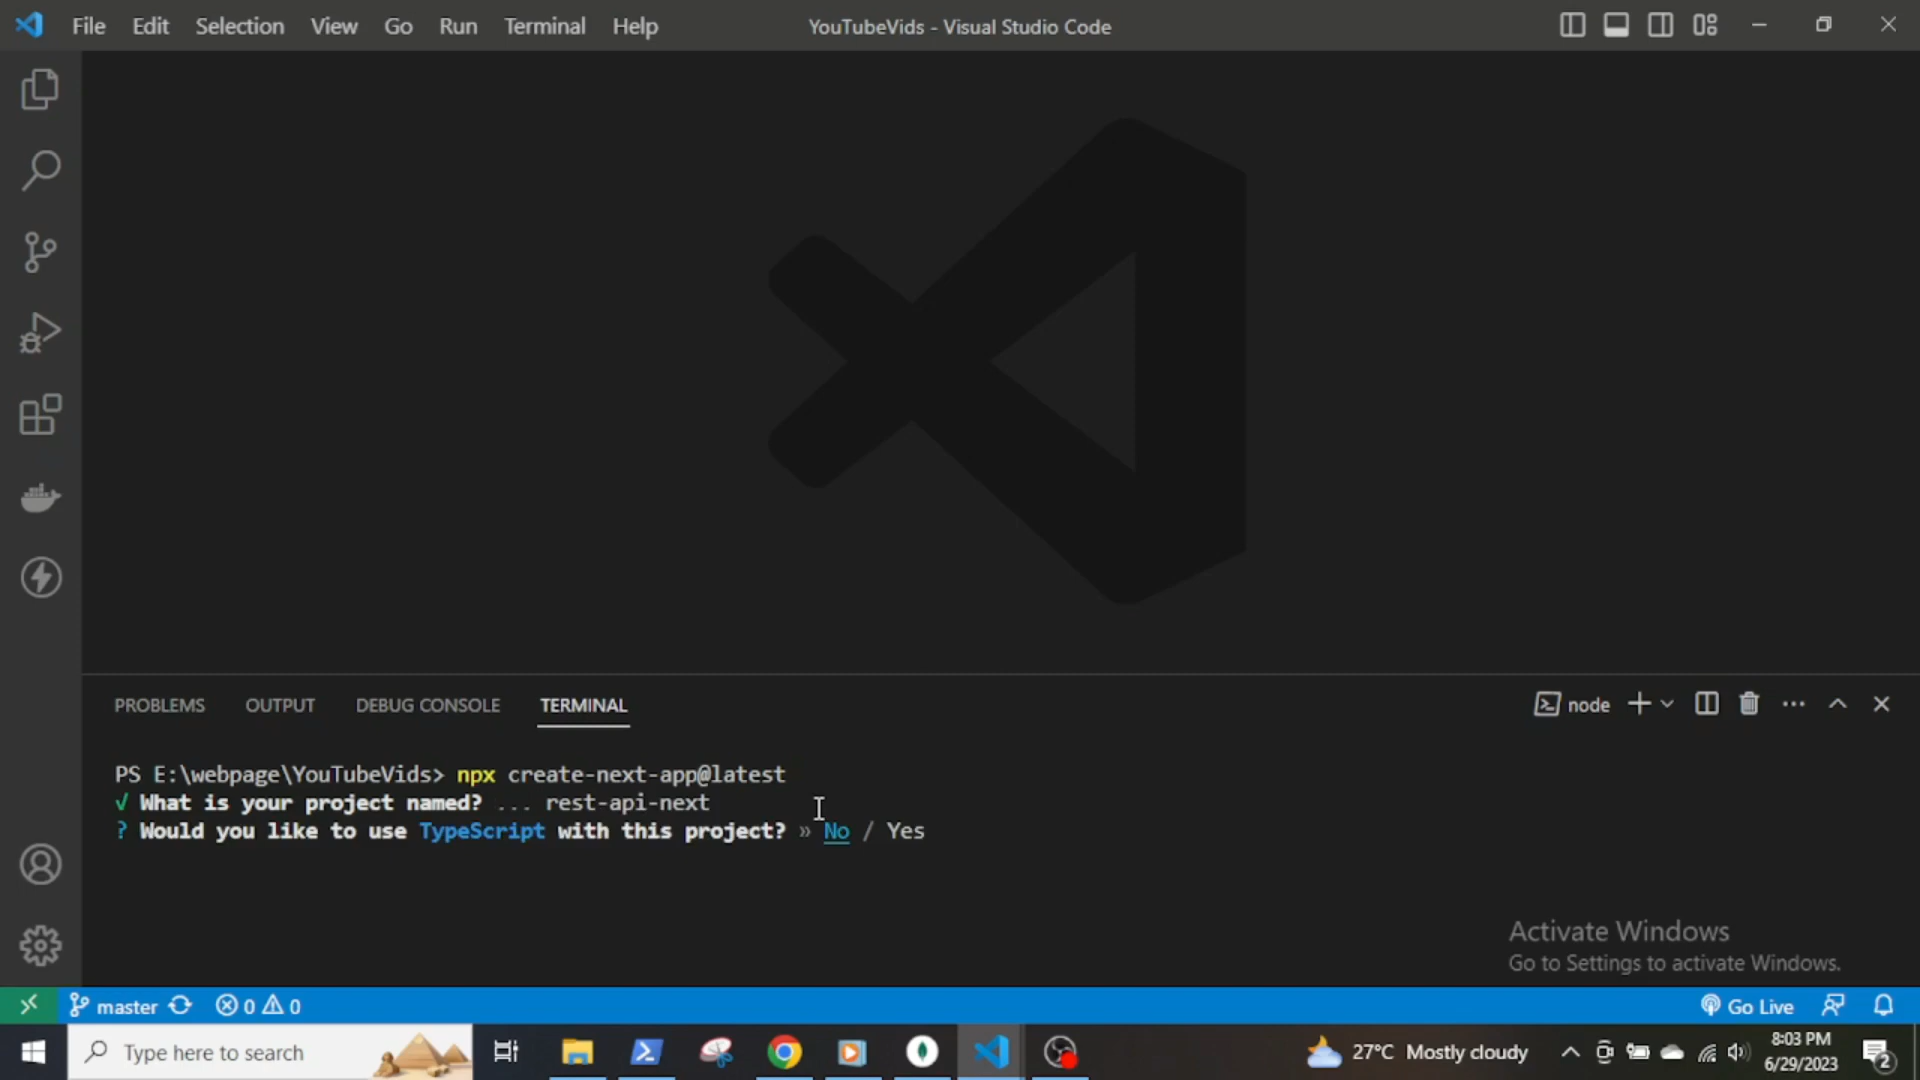 File Edit Selection View Go Run Terminal Help
YouTubeVids - Visual Studio Code
PROBLEMS OUTPUT DEBUG CONSOLE TERMINAL
node
PS E:\webpage\YouTubeVids> npx create-next-app@latest
√ What is your project named? ... rest-api-next
? Would you like to use TypeScript with this project? » No / Yes
Activate Windows
Go to Settings to activate Windows.
master 0 0
Go Live
Type here to search
27°C Mostly cloudy
8:03 PM
6/29/2023
2